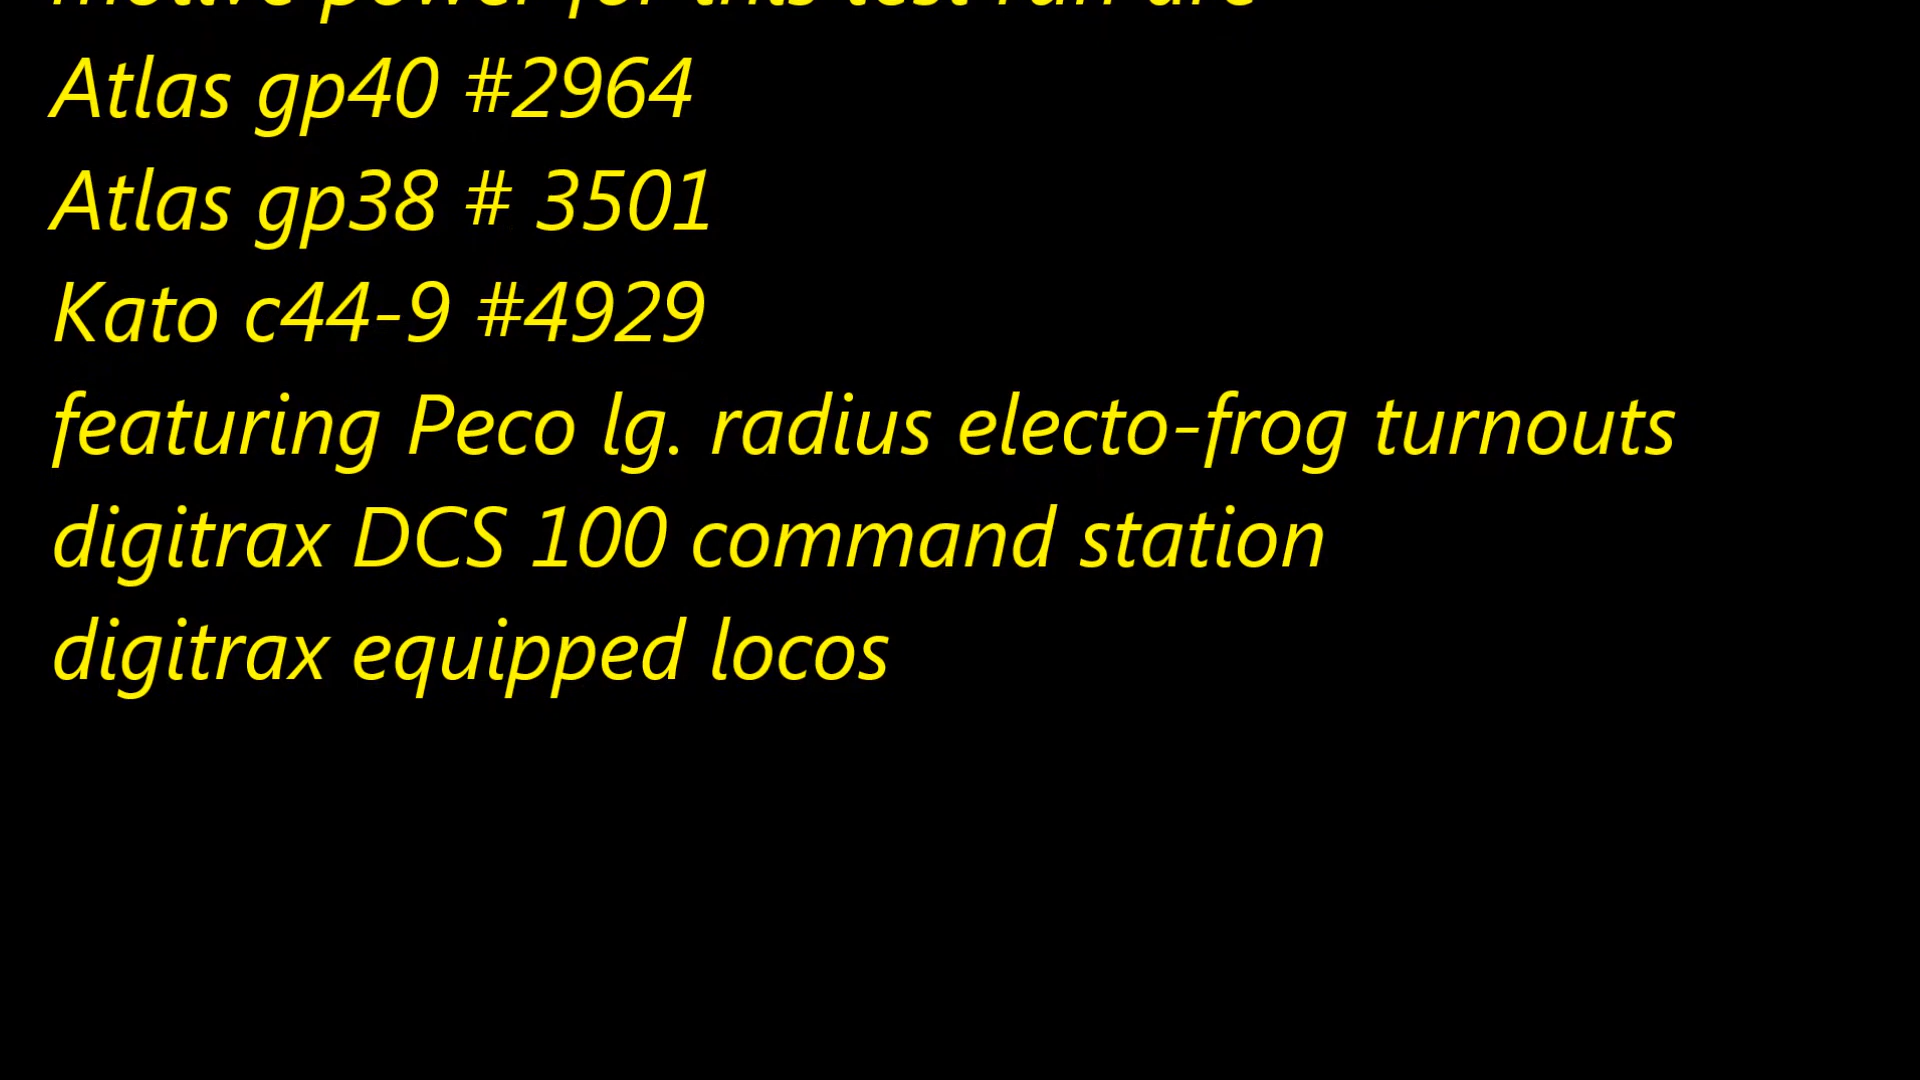 motive power for this test run are
Atlas gp40 #2964
Atlas gp38 # 3501
Kato c44-9 #4929
featuring Peco lg. radius electo-frog turnouts
digitrax DCS 100 command station
digitrax equipped locos